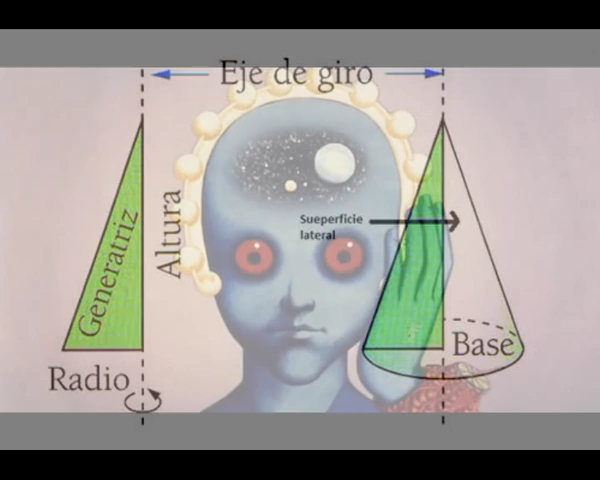 Eje de giro
Generatriz
Altura
Sueperficie
lateral
Base
Radio